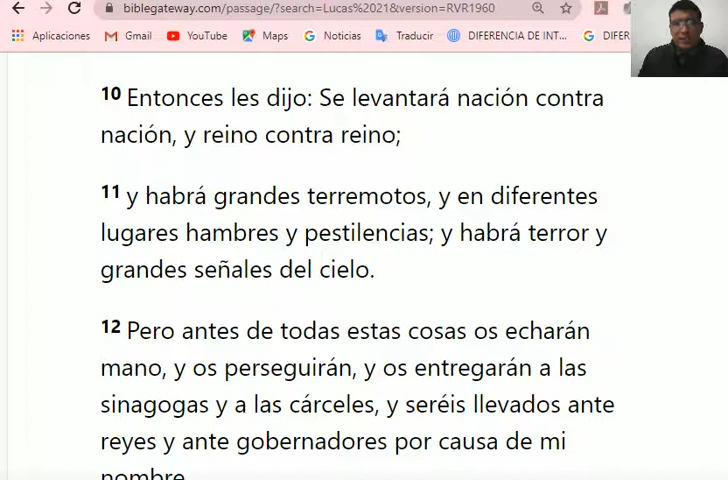 biblegateway.com/passage/?search=Lucas%2021&version=RVR1960
Aplicaciones Gmail YouTube Maps Noticias Traducir DIFERENCIA DE INT... DIFER
10 Entonces les dijo: Se levantará nación contra
nación, y reino contra reino;
11 y habrá grandes terremotos, y en diferentes
lugares hambres y pestilencias; y habrá terror y
grandes señales del cielo.
12 Pero antes de todas estas cosas os echarán
mano, y os perseguirán, y os entregarán a las
sinagogas y a las cárceles, y seréis llevados ante
reyes y ante gobernadores por causa de mi
nombre